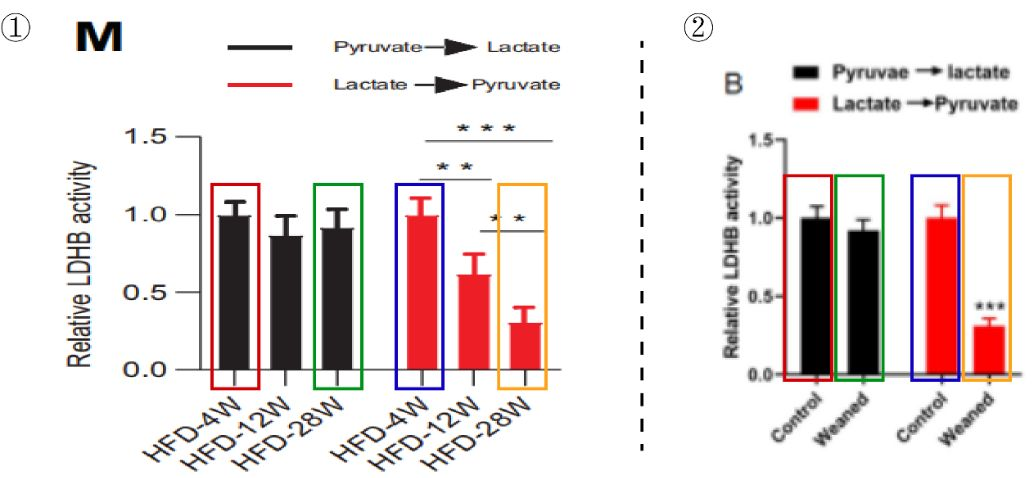 ①
M
Pyruvate → Lactate
Lactate → Pyruvate
***
**
**
1.5
1.0
0.5
0.0
Relative LDHB activity
HFD-4W
HFD-12W
HFD-28W
HFD-4W
HFD-12W
HFD-28W
②
B
Pyruvae → lactate
Lactate → Pyruvate
1.5
1.0
0.5
0.0
Relative LDHB activity
***
Control
Weaned
Control
Weaned